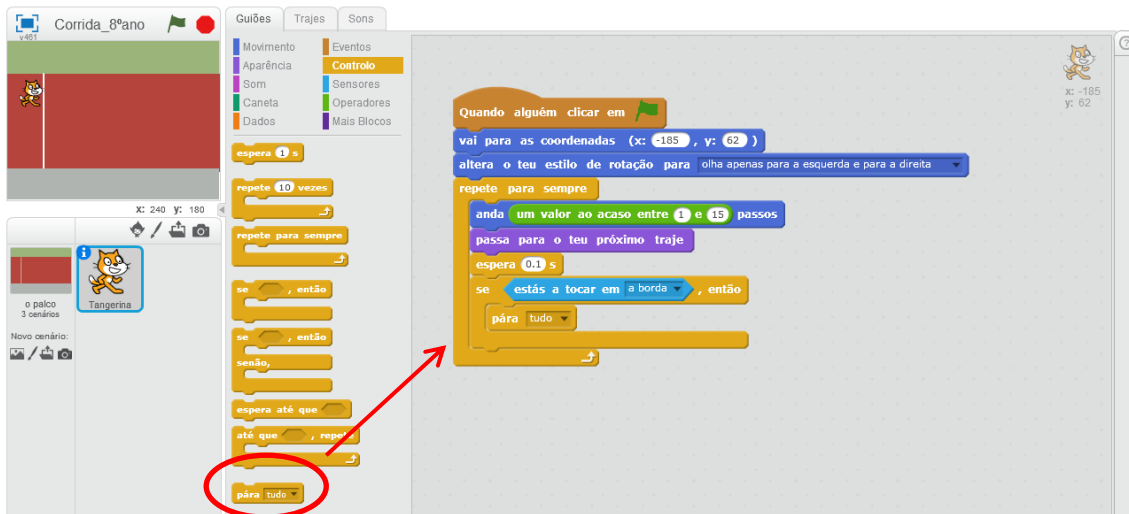 Corrida_8ºano
v461
X: 240 Y: 180
o palco
3 cenários
Tangerina
Novo cenário:
Guiões Trajes Sons
Movimento Eventos
Aparência Controlo
Som Sensores
Caneta Operadores
Dados Mais Blocos
espera 1 s
repete 10 vezes
repete para sempre
se , então
se , então
senão,
espera até que
até que , repete
pára tudo
Quando alguém clicar em
vai para as coordenadas (x: -185 , y: 62 )
altera o teu estilo de rotação para olha apenas para a esquerda e para a direita
repete para sempre
anda um valor ao acaso entre 1 e 15 passos
passa para o teu próximo traje
espera 0.1 s
se estás a tocar em a borda , então
pára tudo
x: -185
y: 62